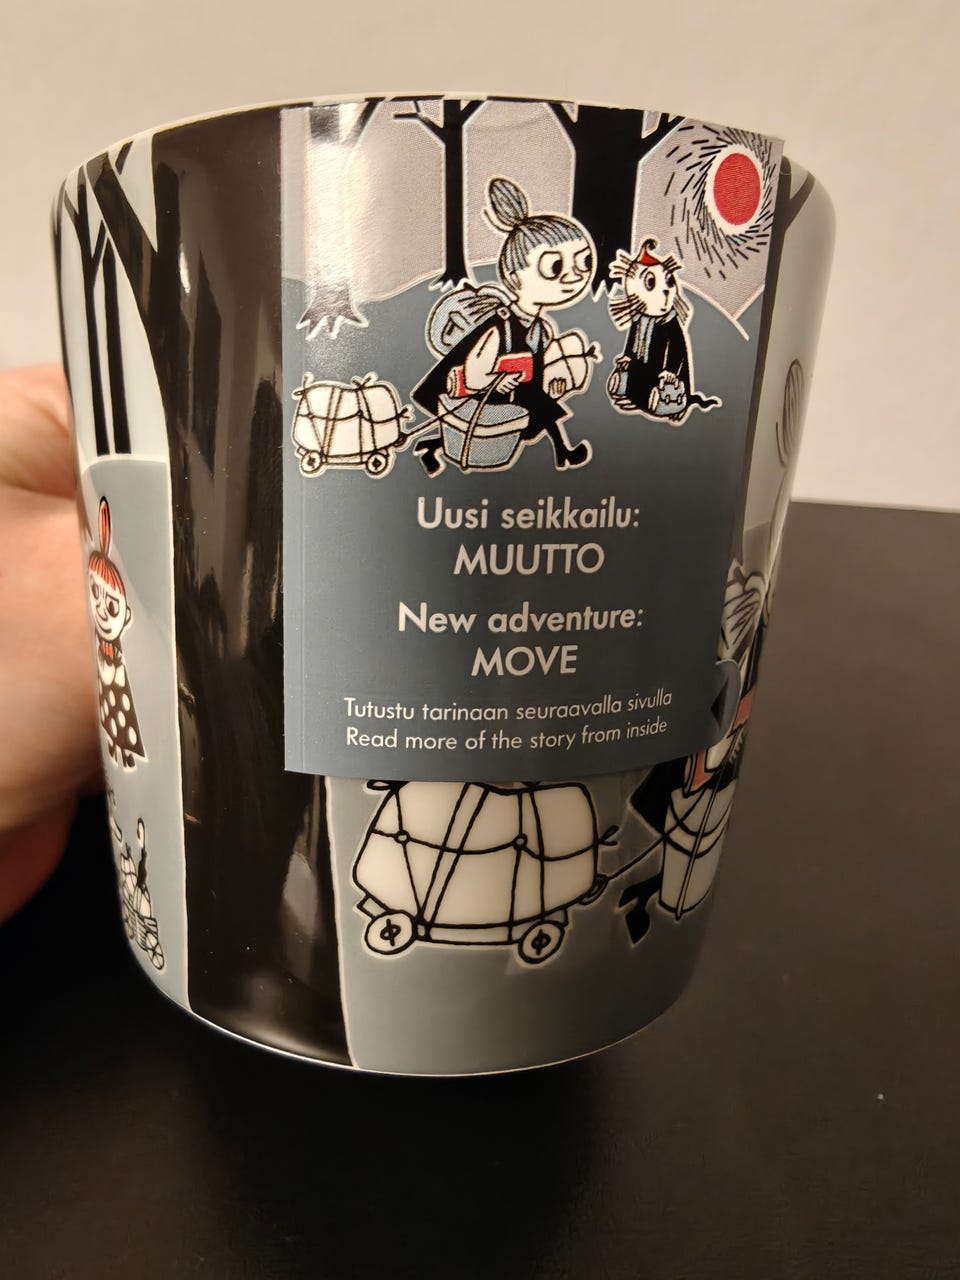 Uusi seikkailu:
MUUTTO
New adventure:
MOVE
Tutustu tarinaan seuraavalla sivulla
Read more of the story from inside